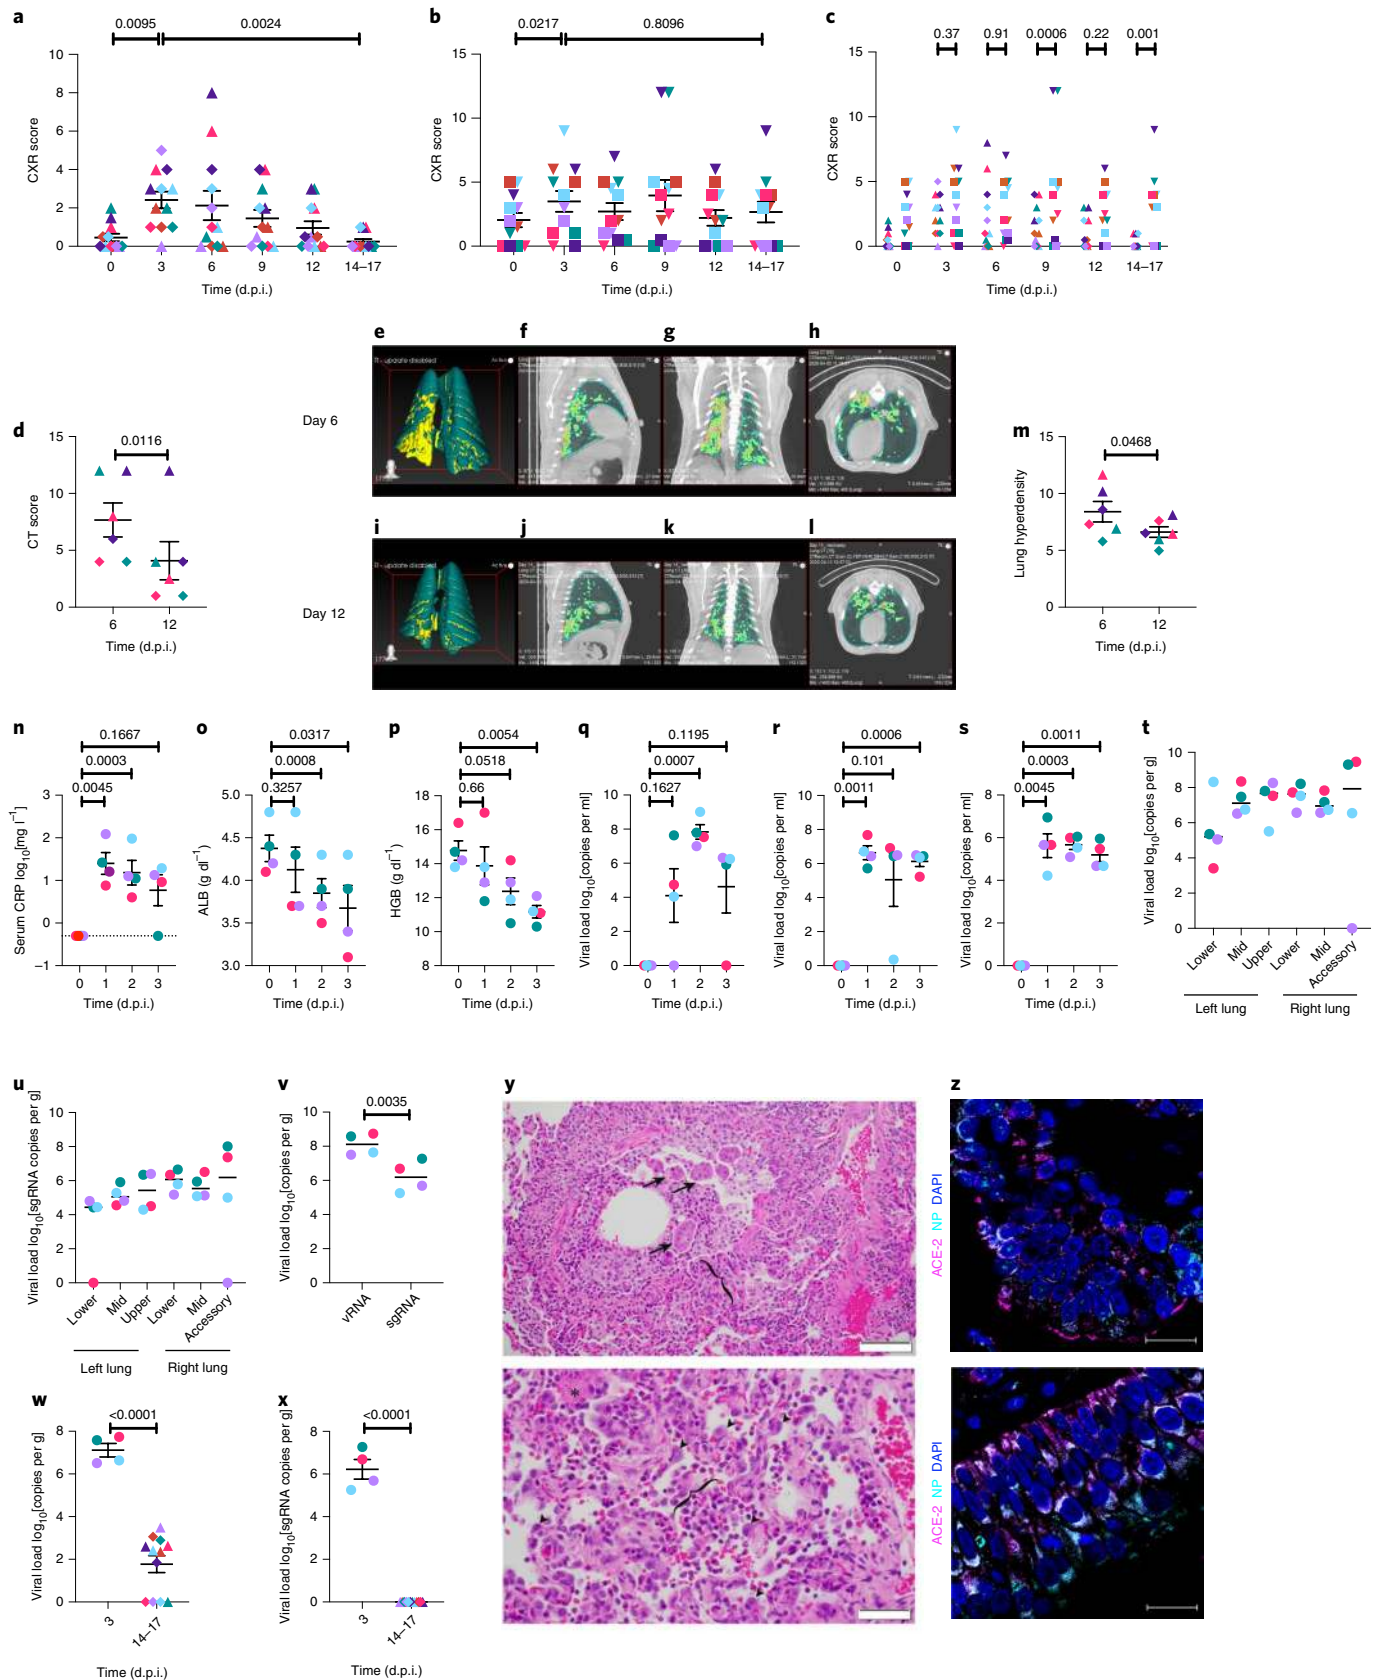 a
0.0095
0.0024
CXR score
10
8
6
4
2
0
0 3 6 9 12 14–17
Time (d.p.i.)
b
0.0217
0.8096
CXR score
15
10
5
0
0 3 6 9 12 14–17
Time (d.p.i.)
c
0.37 0.91 0.0006 0.22 0.001
CXR score
15
10
5
0
0 3 6 9 12 14–17
Time (d.p.i.)
d
0.0116
CT score
15
10
5
0
6 12
Time (d.p.i.)
e f g h
Day 6
update disabled
i j k l
Day 12
update disabled
m
0.0468
Lung hyperdensity
15
10
5
0
6 12
Time (d.p.i.)
n
0.1667
0.0003
0.0045
Serum CRP log10[mg l−1]
3
2
1
0
−1
0 1 2 3
Time (d.p.i.)
o
0.0317
0.0008
0.3257
ALB (g dl−1)
5.0
4.5
4.0
3.5
3.0
0 1 2 3
Time (d.p.i.)
p
0.0054
0.0518
0.66
HGB (g dl−1)
16
14
12
10
8
0 1 2 3
Time (d.p.i.)
q
0.1195
0.0007
0.1627
Viral load log10[copies per ml]
10
8
6
4
2
0
0 1 2 3
Time (d.p.i.)
r
0.0006
0.101
0.0011
Viral load log10[copies per ml]
10
8
6
4
2
0
0 1 2 3
Time (d.p.i.)
s
0.0011
0.0003
0.0045
Viral load log10[copies per ml]
8
6
4
2
0
0 1 2 3
Time (d.p.i.)
t
Viral load log10[copies per g]
10
8
6
4
2
0
Lower Mid Upper Lower Mid Accessory
Left lung Right lung
u
Viral load log10[sgRNA copies per g]
10
8
6
4
2
0
Lower Mid Upper Lower Mid Accessory
Left lung Right lung
v
0.0035
Viral load log10[copies per g]
10
8
6
4
2
0
vRNA sgRNA
w
<0.0001
Viral load log10[copies per g]
8
6
4
2
0
3 14–17
Time (d.p.i.)
x
<0.0001
Viral load log10[sgRNA copies per g]
8
6
4
2
0
3 14–17
Time (d.p.i.)
y
*
z
ACE-2 NP DAPI
ACE-2 NP DAPI